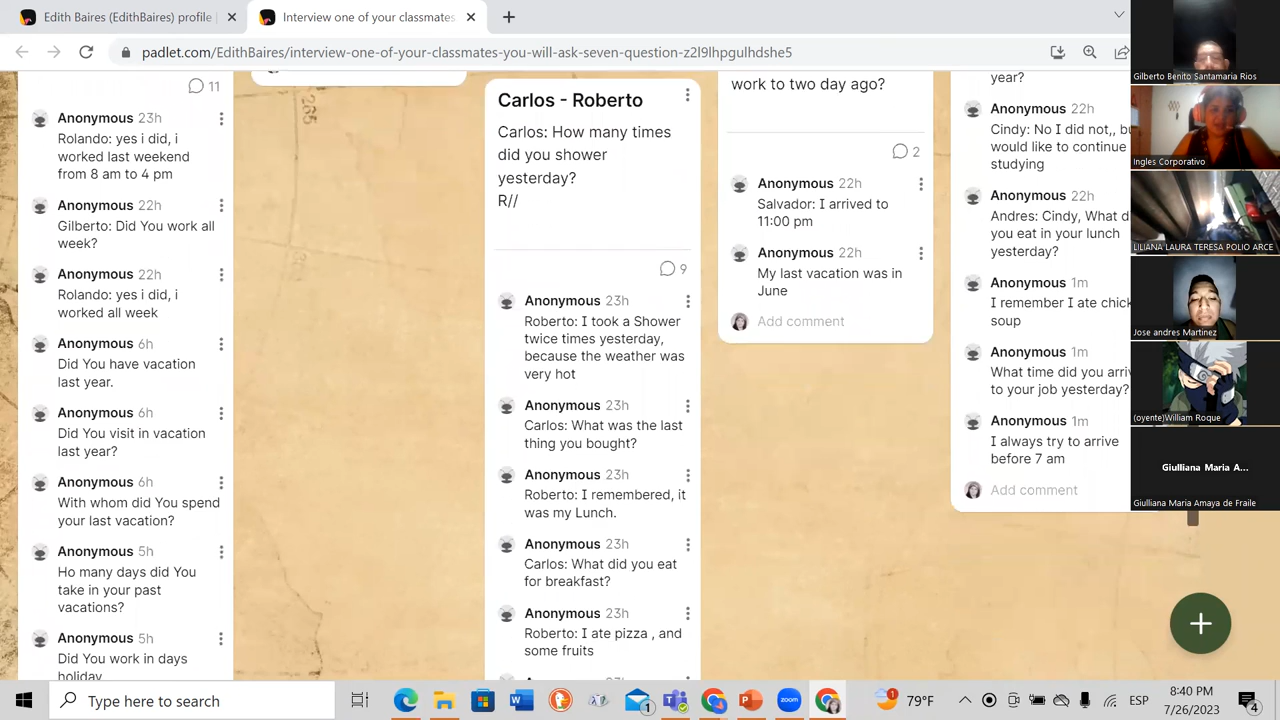 Edith Baires (EdithBaires) profile
Interview one of your classmates
padlet.com/EdithBaires/interview-one-of-your-classmates-you-will-ask-seven-question-z2l9lhpgulhdshe5
11
Anonymous 23h
Rolando: yes i did, i
worked last weekend
from 8 am to 4 pm
Anonymous 22h
Gilberto: Did You work all
week?
Anonymous 22h
Rolando: yes i did, i
worked all week
Anonymous 6h
Did You have vacation
last year.
Anonymous 6h
Did You visit in vacation
last year?
Anonymous 6h
With whom did You spend
your last vacation?
Anonymous 5h
Ho many days did You
take in your past
vacations?
Anonymous 5h
Did You work in days
holiday
Carlos - Roberto
Carlos: How many times
did you shower
yesterday?
R//
9
Anonymous 23h
Roberto: I took a Shower
twice times yesterday,
because the weather was
very hot
Anonymous 23h
Carlos: What was the last
thing you bought?
Anonymous 23h
Roberto: I remembered, it
was my Lunch.
Anonymous 23h
Carlos: What did you eat
for breakfast?
Anonymous 23h
Roberto: I ate pizza , and
some fruits
work to two day ago?
2
Anonymous 22h
Salvador: I arrived to
11:00 pm
Anonymous 22h
My last vacation was in
June
Add comment
year?
Anonymous 22h
Cindy: No I did not,, bu
would like to continue
studying
Anonymous 22h
Andres: Cindy, What d
you eat in your lunch
yesterday?
Anonymous 1m
I remember I ate chick
soup
Anonymous 1m
What time did you arri
to your job yesterday?
Anonymous 1m
I always try to arrive
before 7 am
Add comment
Gilberto Benito Santamaria Rios
Ingles Corporativo
LILIANA LAURA TERESA POLIO ARCE
Jose andres Martinez
(oyente)William Roque
Giulliana Maria A...
Giulliana Maria Amaya de Fraile
Type here to search
1
zoom
1
79°F
ESP
8:40 PM
7/26/2023
4